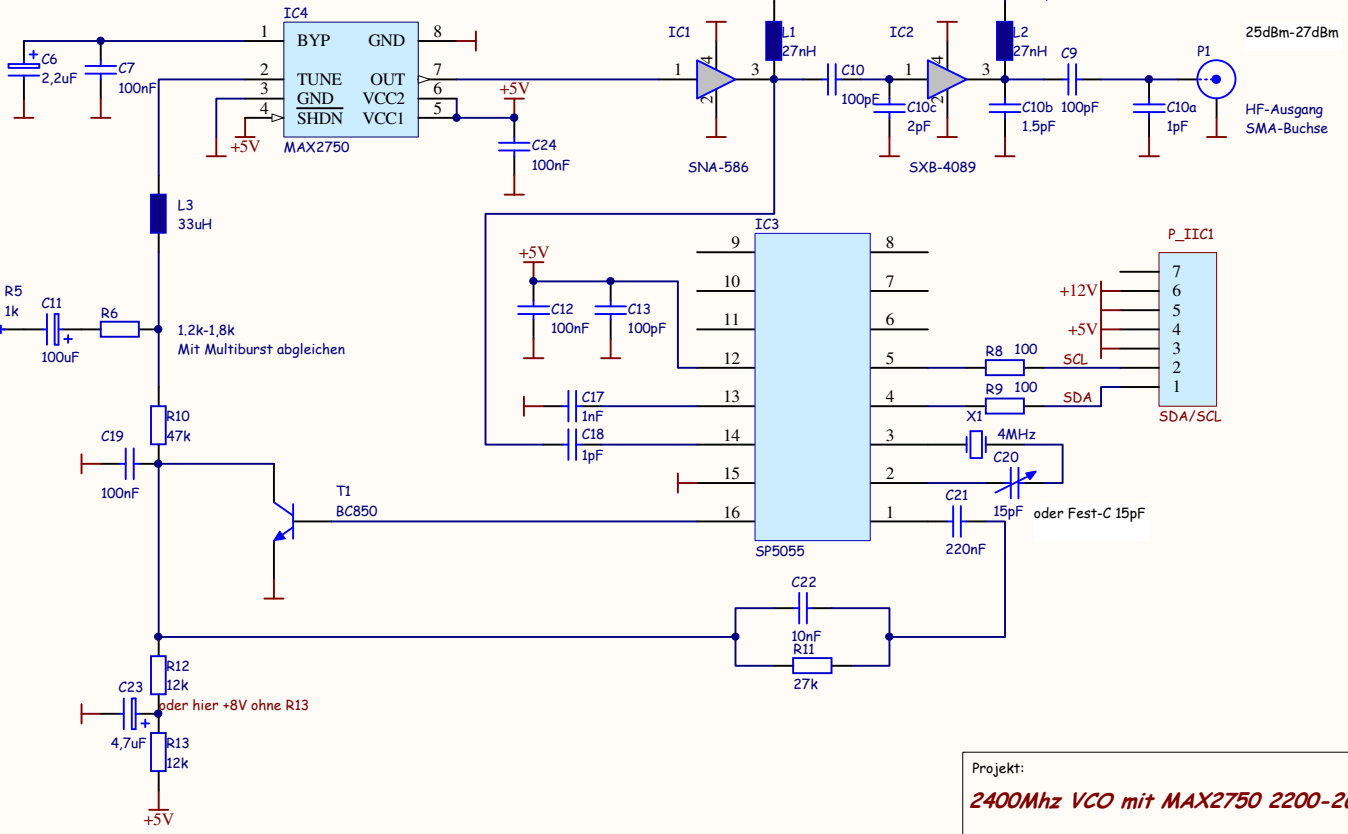 IC4
1 BYP GND 8
2 TUNE OUT 7
3 GND VCC2 6
4 SHDN VCC1 5
MAX2750
+
C6
2,2uF
C7
100nF
+5V
+5V
C24
100nF
IC1
1 3
4
2
SNA-586
L1
27nH
C10
100pF
C10c
2pF
IC2
1 3
4
2
SXB-4089
L2
27nH
C10b
1.5pF
C9
100pF
C10a
1pF
P1
25dBm-27dBm
HF-Ausgang
SMA-Buchse
L3
33uH
R5
1k
C11
+
100uF
R6
1.2k-1,8k
Mit Multiburst abgleichen
R10
47k
C19
100nF
T1
BC850
+5V
C12
100nF
C13
100pF
C17
1nF
C18
1pF
IC3
9 8
10 7
11 6
12 5
13 4
14 3
15 2
16 1
SP5055
R8 100
SCL
R9 100
SDA
P_IIC1
7
+12V 6
5
+5V 4
3
2
1
SDA/SCL
X1
4MHz
C20
15pF
oder Fest-C 15pF
C21
220nF
C22
10nF
R11
27k
R12
12k
C23
+
4,7uF
oder hier +8V ohne R13
R13
12k
+5V
Projekt:
2400Mhz VCO mit MAX2750 2200-